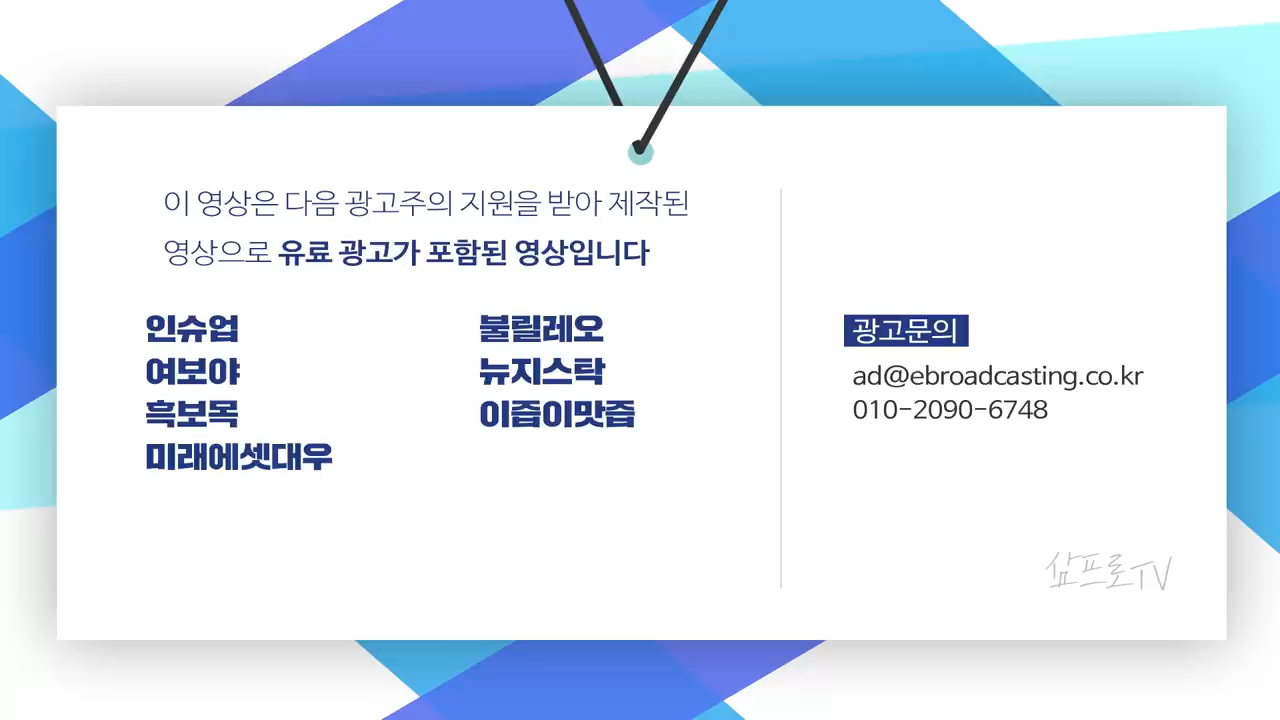 이 영상은 다음 광고주의 지원을 받아 제작된
영상으로 유료 광고가 포함된 영상입니다
인슈업
여보야
흑보목
미래에셋대우
불릴레오
뉴지스탁
이즙이맛즙
광고문의
ad@ebroadcasting.co.kr
010-2090-6748
삼프로TV